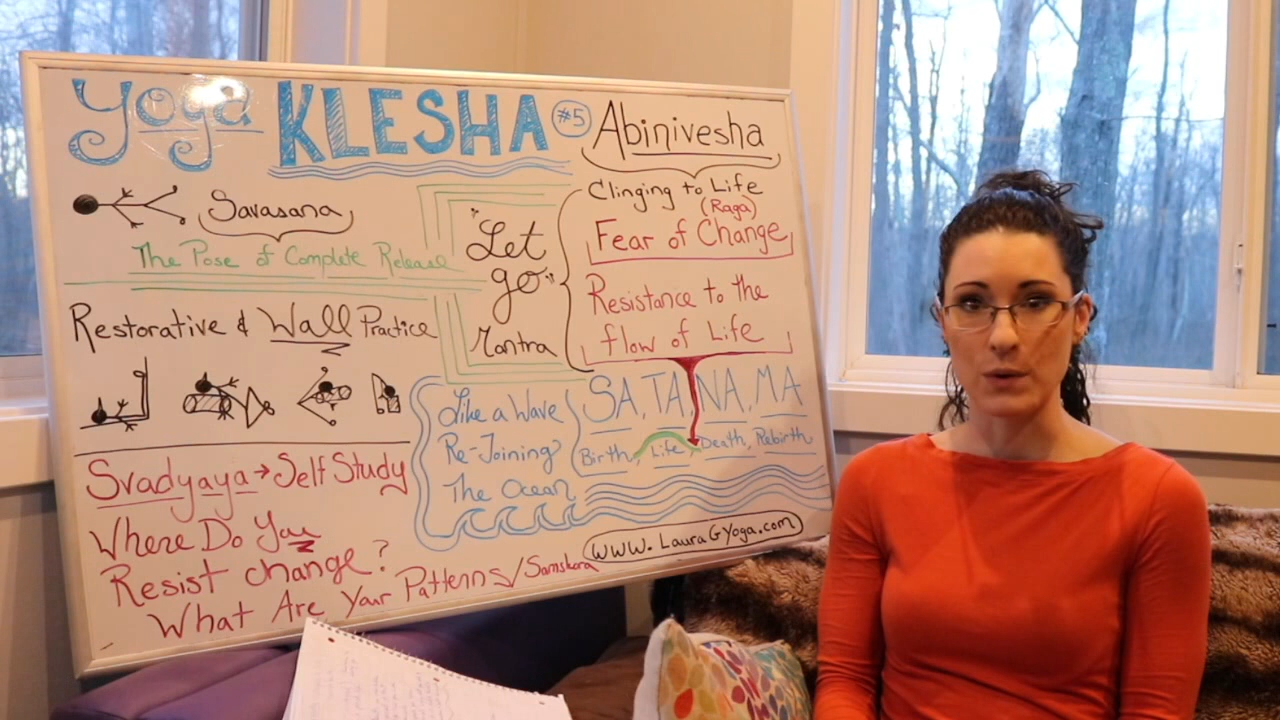 Yoga KLESHA #5 Abinivesha
Savasana
The Pose of Complete Release
"Let
go"
Mantra
Clinging to Life
(Raga)
Fear of Change
Resistance to the
flow of Life
Restorative & Wall Practice
Like a Wave
Re-Joining
The Ocean
SA, TA, NA, MA
Birth, Life, Death, Rebirth
Svadyaya → Self Study
Where Do You
Resist change?
What Are Your Patterns/Samskara
www.LauraGYoga.com